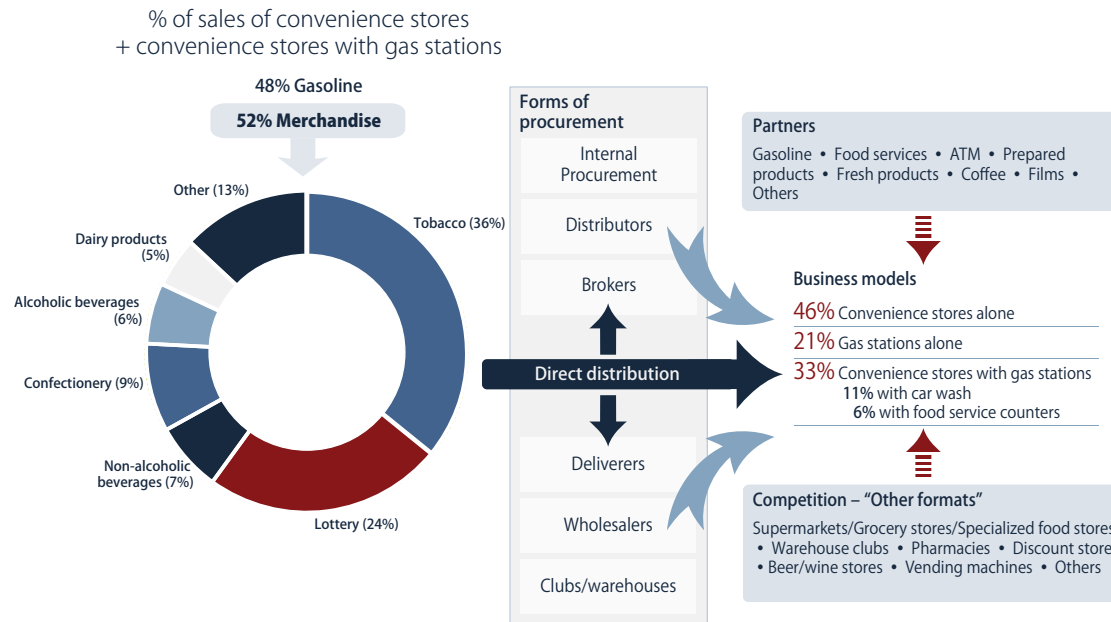 % of sales of convenience stores
+ convenience stores with gas stations
48% Gasoline
52% Merchandise
Other (13%)
Tobacco (36%)
Dairy products
(5%)
Alcoholic beverages
(6%)
Confectionery (9%)
Non-alcoholic
beverages (7%)
Lottery (24%)
Forms of
procurement
Internal
Procurement
Distributors
Brokers
Direct distribution
Deliverers
Wholesalers
Clubs/warehouses
Partners
Gasoline • Food services • ATM • Prepared
products • Fresh products • Coffee • Films •
Others
Business models
46% Convenience stores alone
21% Gas stations alone
33% Convenience stores with gas stations
11% with car wash
6% with food service counters
Competition – “Other formats”
Supermarkets/Grocery stores/Specialized food stores
• Warehouse clubs • Pharmacies • Discount store
• Beer/wine stores • Vending machines • Others